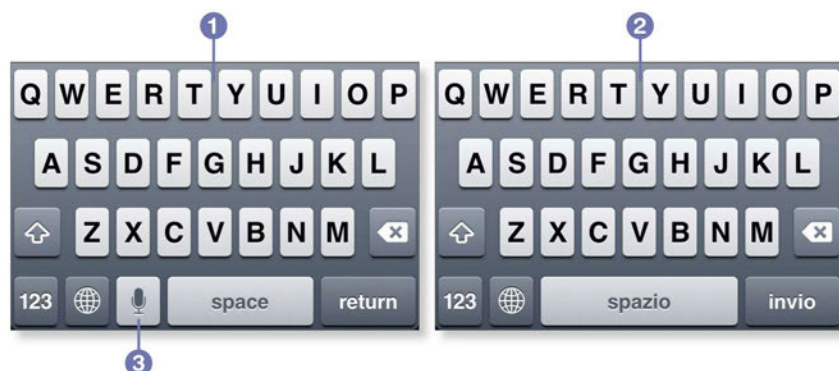 1 2
Q W E R T Y U I O P
A S D F G H J K L
Z X C V B N M
123 space return
Q W E R T Y U I O P
A S D F G H J K L
Z X C V B N M
123 spazio invio
3